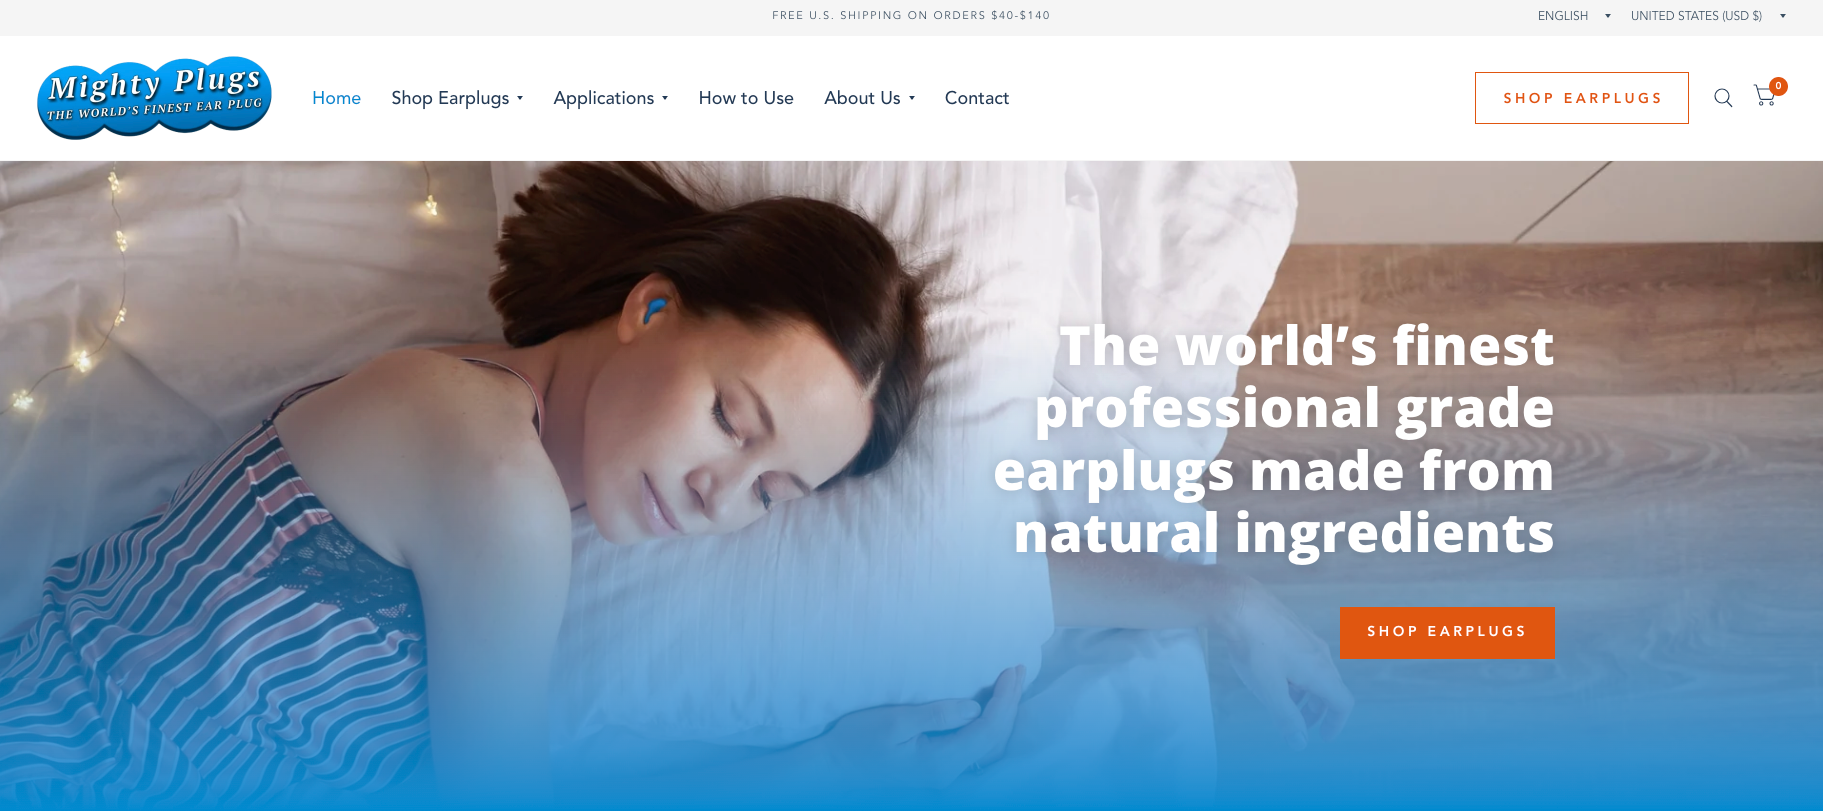 FREE U.S. SHIPPING ON ORDERS $40-$140
ENGLISH
UNITED STATES (USD $)
Mighty Plugs
THE WORLD'S FINEST EAR PLUG
Home
Shop Earplugs
Applications
How to Use
About Us
Contact
SHOP EARPLUGS
0
The world’s finest
professional grade
earplugs made from
natural ingredients
SHOP EARPLUGS